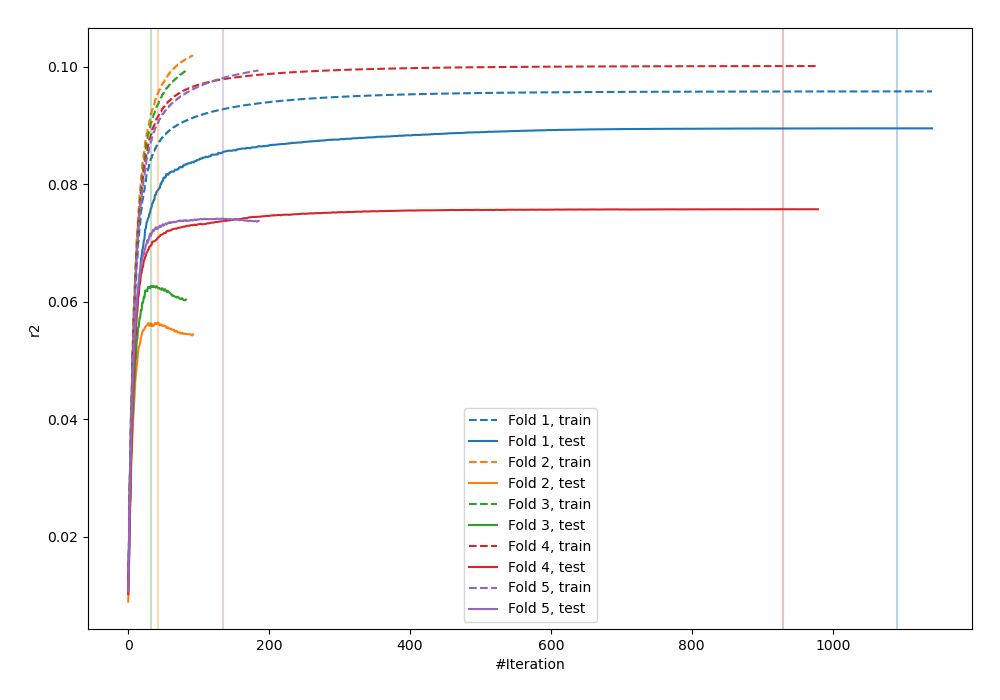 0.10
0.08
0.06
0.04
0.02
r2
0
200
400
600
800
1000
#Iteration
Fold 1, train
Fold 1, test
Fold 2, train
Fold 2, test
Fold 3, train
Fold 3, test
Fold 4, train
Fold 4, test
Fold 5, train
Fold 5, test